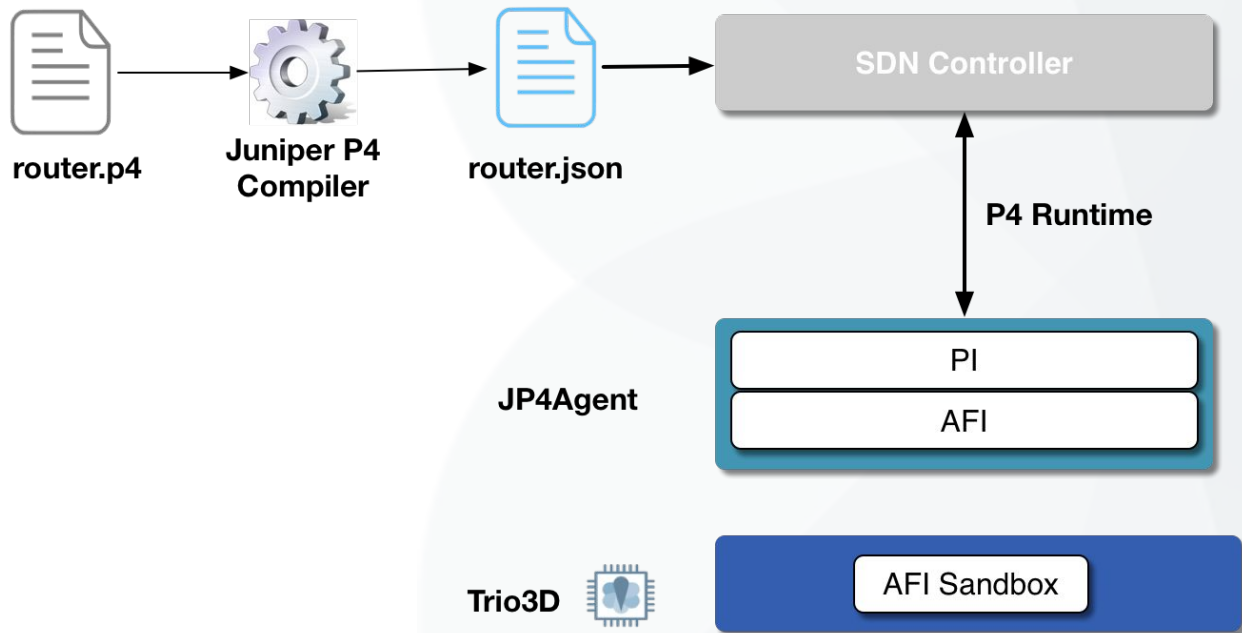 SDN Controller
router.p4
Juniper P4
Compiler
router.json
P4 Runtime
PI
JP4Agent
AFI
Trio3D
AFI Sandbox